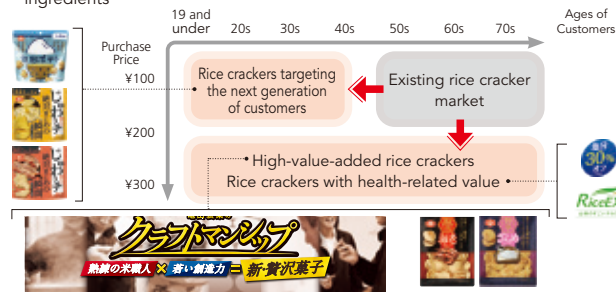 ingredients
19 and
under
20s
30s
40s
50s
60s
70s
Ages of
Customers
Purchase
Price
¥100
¥200
¥300
Rice crackers targeting
the next generation
of customers
Existing rice cracker
market
High-value-added rice crackers
Rice crackers with health-related value
30%
クラフトマンシップ
熟練の米職人 × 若い創造力 = 新・贅沢菓子